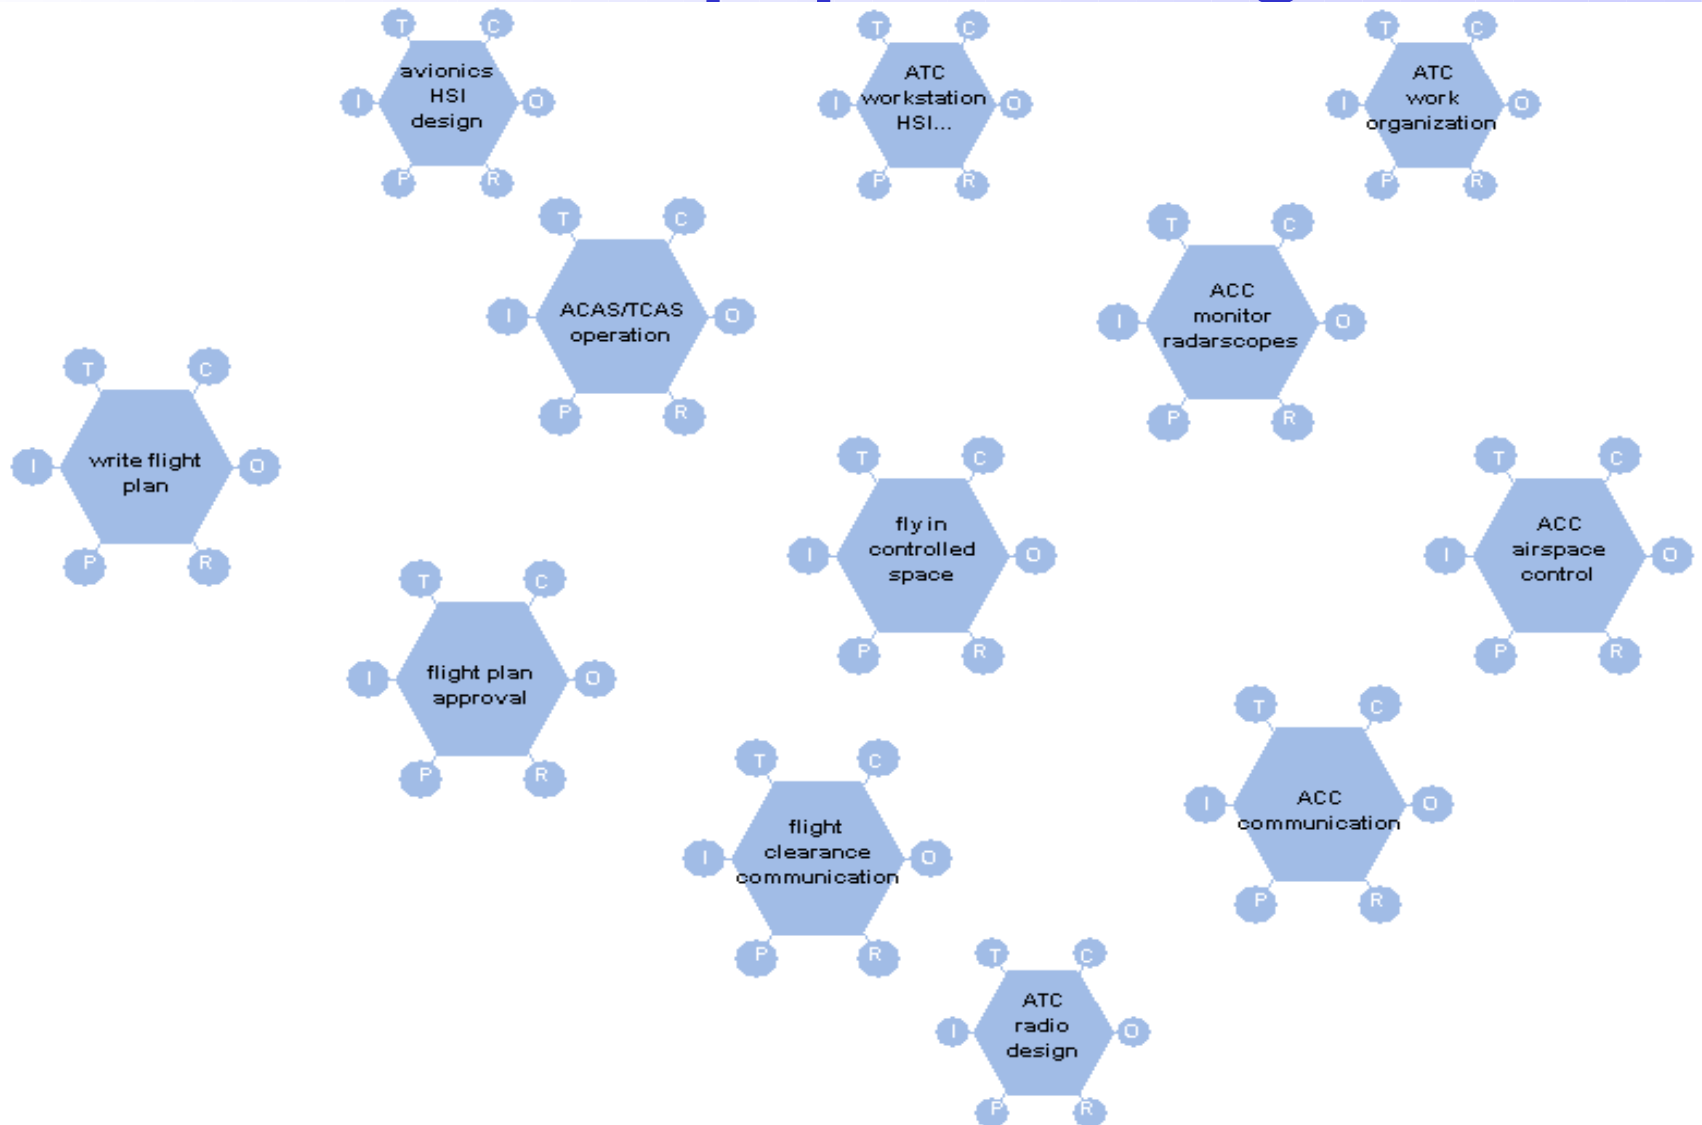 T C
avionics
HSI
design
I O
P R
T C
ATC
workstation
HSI...
I O
P R
T C
ATC
work
organization
I O
P R
T C
ACAS/TCAS
operation
I O
P R
T C
ACC
monitor
radarscopes
I O
P R
T C
write flight
plan
I O
P R
T C
fly in
controlled
space
I O
P R
T C
ACC
airspace
control
I O
P R
T C
flight plan
approval
I O
P R
T C
ACC
communication
I O
P R
T C
flight
clearance
communication
I O
P R
T C
ATC
radio
design
I O
P R